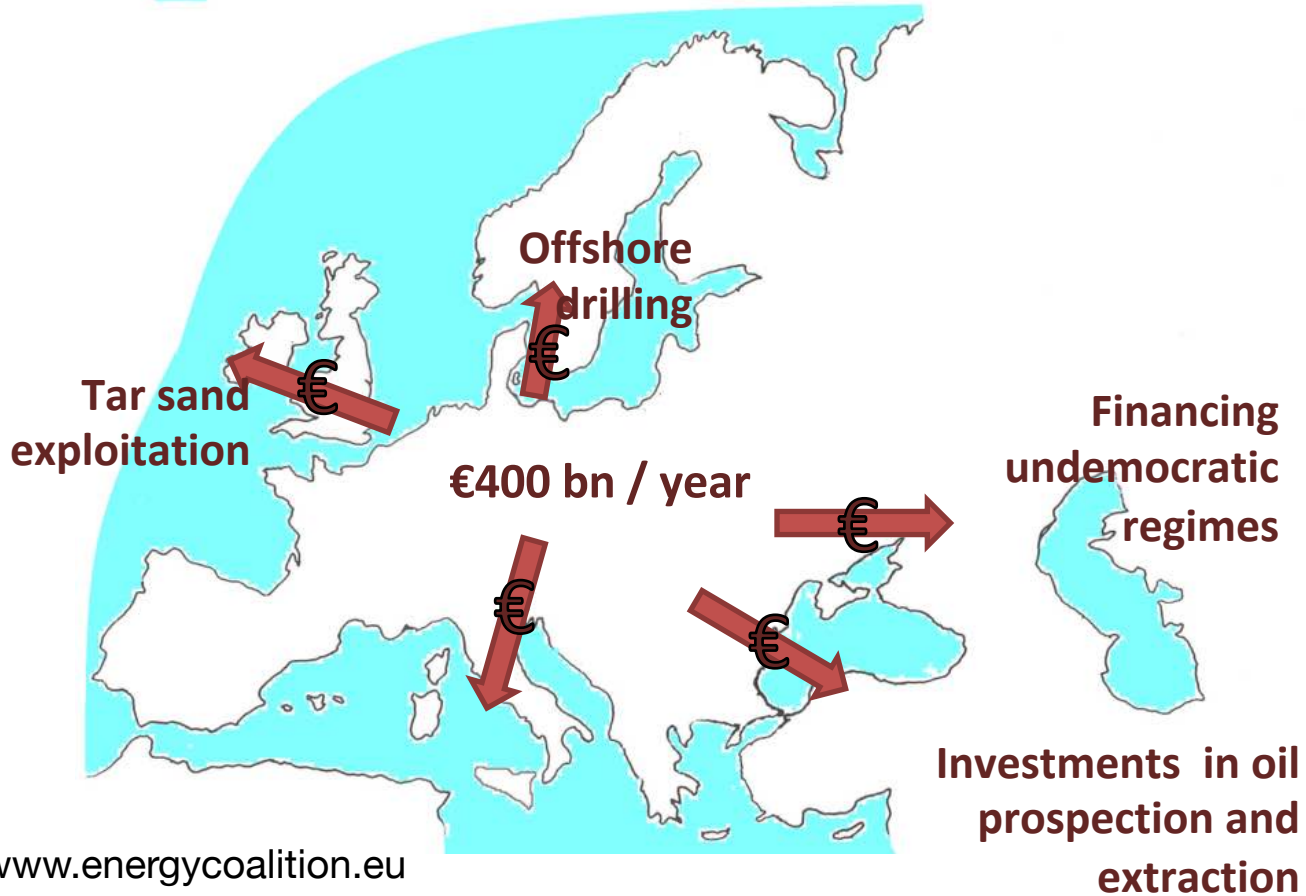 Offshore
drilling
€
€
Tar sand
exploitation
Financing
undemocratic
regimes
€400 bn / year
€
€
€
Investments in oil
prospection and
extraction
www.energycoalition.eu